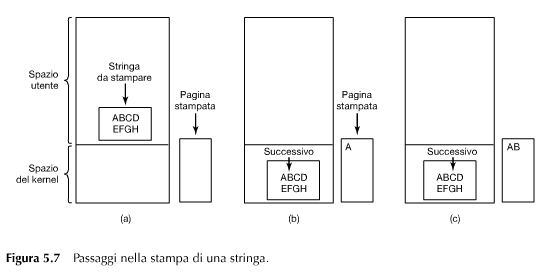 Spazio
utente
Stringa
da stampare
ABCD
EFGH
Pagina
stampata
Spazio
del kernel
(a)
Pagina
stampata
A
Successivo
ABCD
EFGH
(b)
AB
Successivo
ABCD
EFGH
(c)
Figura 5.7 Passaggi nella stampa di una stringa.